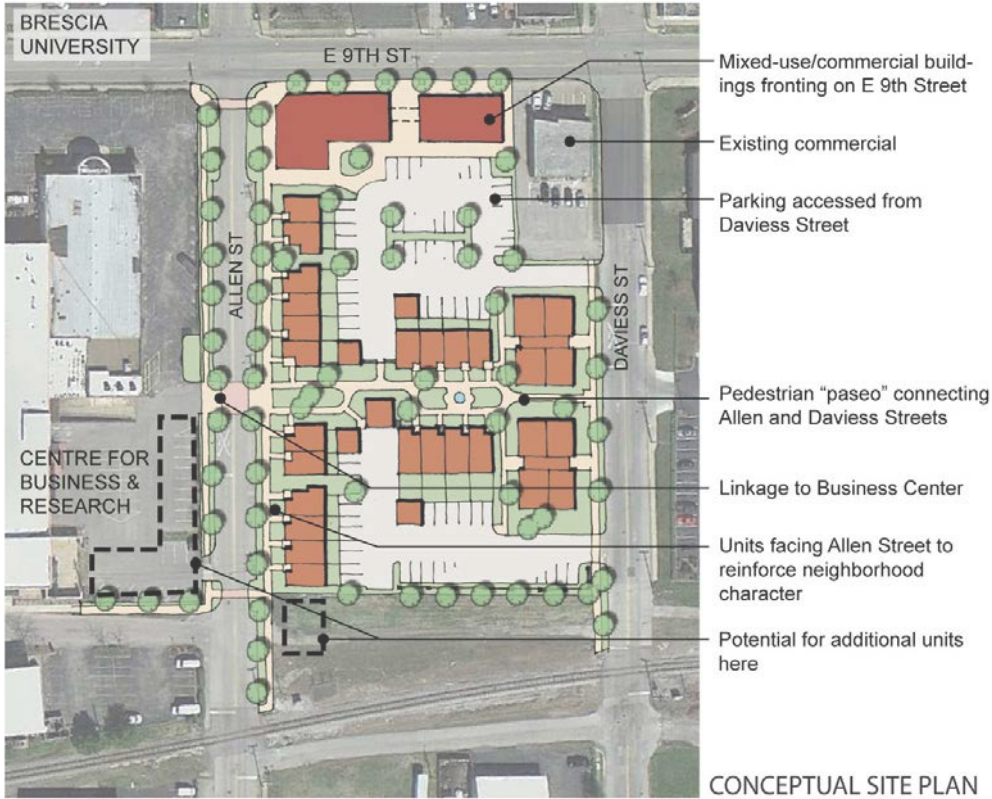 BRESCIA
UNIVERSITY
E 9TH ST
Mixed-use/commercial build-
ings fronting on E 9th Street
Existing commercial
Parking accessed from
Daviess Street
ALLEN ST
DAVIESS ST
Pedestrian “paseo” connecting
Allen and Daviess Streets
CENTRE FOR
BUSINESS &
RESEARCH
Linkage to Business Center
Units facing Allen Street to
reinforce neighborhood
character
Potential for additional units
here
CONCEPTUAL SITE PLAN